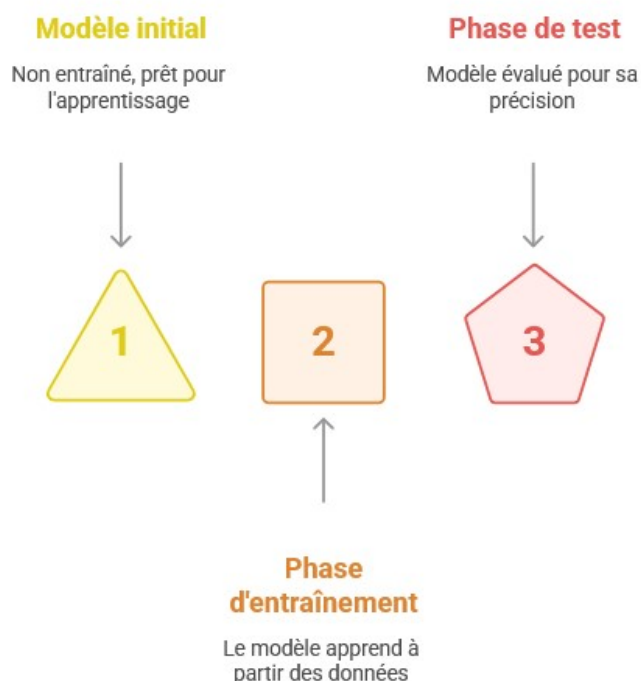 Modèle initial
Non entraîné, prêt pour
l'apprentissage
Phase de test
Modèle évalué pour sa
précision
1
2
3
Phase
d'entraînement
Le modèle apprend à
partir des données